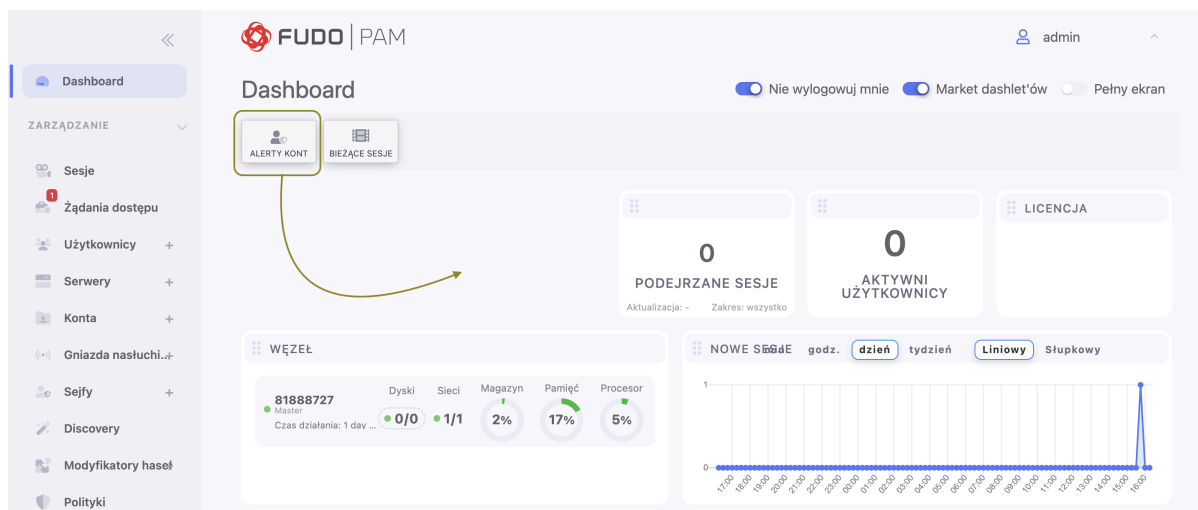 FUDO PAM
admin
Dashboard
Dashboard
Nie wylogowuj mnie
Market dashlet'ów
Pełny ekran
ZARZĄDZANIE
ALERTY KONT
BIEŻĄCE SESJE
Sesje
1
Żądania dostępu
Użytkownicy +
Serwery +
Konta +
Gniazda nasłuchi...+
Sejfy +
Discovery
Modyfikatory haseł
Polityki
0
PODEJRZANE SESJE
Aktualizacja: - Zakres: wszystko
0
AKTYWNI
UŻYTKOWNICY
LICENCJA
WĘZEŁ
Dyski Sieci Magazyn Pamięć Procesor
81888727
Master
Czas działania: 1 day ...
0/0 1/1 2% 17% 5%
NOWE SESJE godz. dzień tydzień Liniowy Słupkowy
1
0
17:00 18:00 19:00 20:00 21:00 22:00 23:00 00:00 01:00 02:00 03:00 04:00 05:00 06:00 07:00 08:00 09:00 10:00 11:00 12:00 13:00 14:00 15:00 16:00